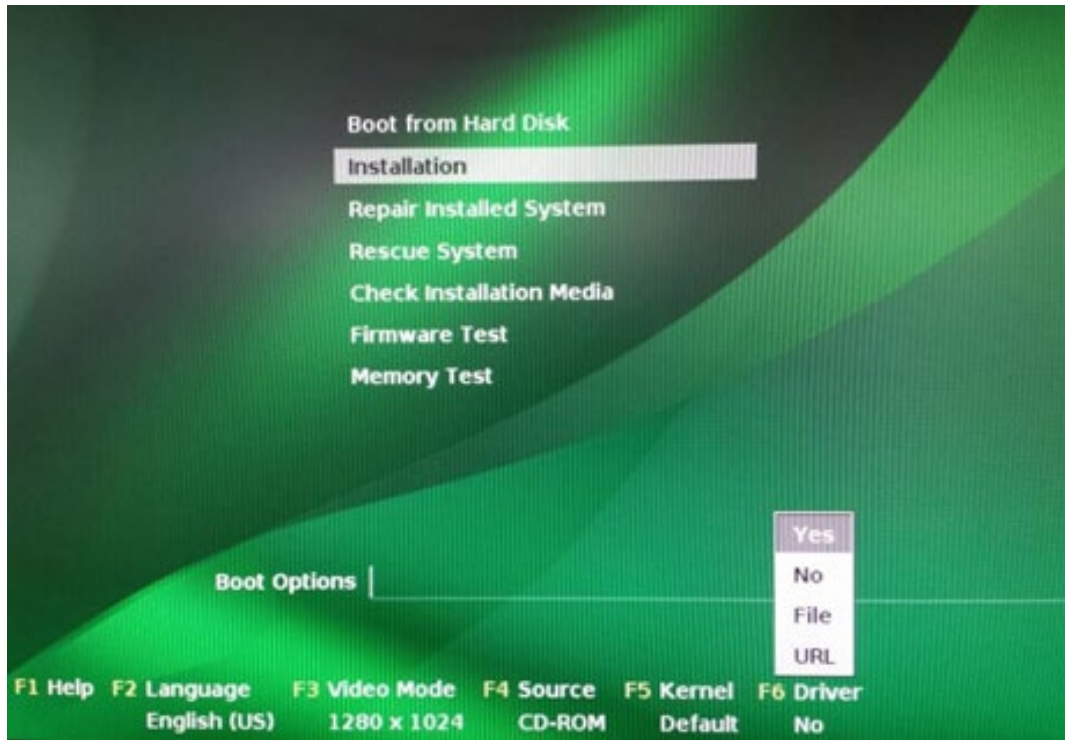 Boot from Hard Disk
Installation
Repair Installed System
Rescue System
Check Installation Media
Firmware Test
Memory Test
Yes
No
File
URL
Boot Options
F1 Help F2 Language F3 Video Mode F4 Source F5 Kernel F6 Driver
English (US) 1280 x 1024 CD-ROM Default No